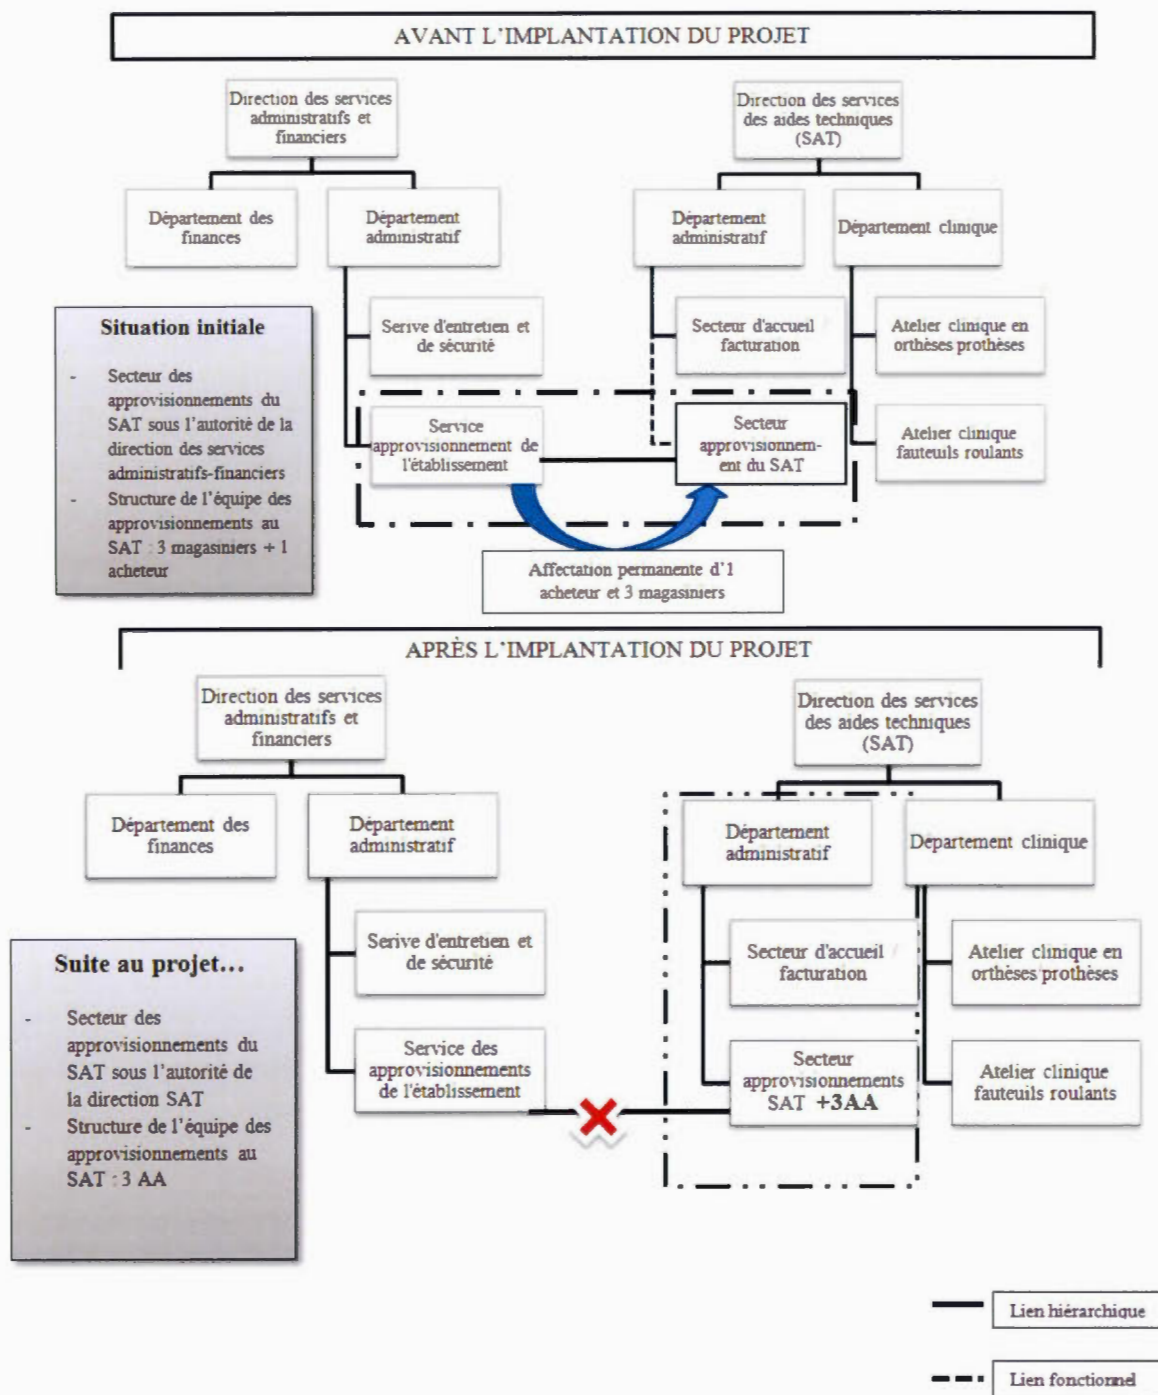 AVANT L'IMPLANTATION DU PROJET
Direction des services
administratifs et
financiers
Direction des services
des aides techniques
(SAT)
Département des
finances
Département
administratif
Département
administratif
Département clinique
Situation initiale
- Secteur des
approvisionnements du
SAT sous l'autorité de la
direction des services
administratifs-financiers
- Structure de l'équipe des
approvisionnements au
SAT : 3 magasiniers + 1
acheteur
Serive d'entretien et
de sécurité
Secteur d'accueil
facturation
Atelier clinique en
orthèses prothèses
Service
approvisionnement de
l'établissement
Secteur
approvisionnem-
ent du SAT
Atelier clinique
fauteuils roulants
Affectation permanente d'1
acheteur et 3 magasiniers
APRÈS L'IMPLANTATION DU PROJET
Direction des services
administratifs et
financiers
Direction des services
des aides techniques
(SAT)
Département des
finances
Département
administratif
Département
administratif
Département clinique
Suite au projet...
- Secteur des
approvisionnements du
SAT sous l'autorité de
la direction SAT
- Structure de l'équipe des
approvisionnements au
SAT : 3 AA
Serive d'entretien et
de sécurité
Secteur d'accueil /
facturation
Atelier clinique en
orthèses prothèses
Service des
approvisionnements
de l'établissement
Secteur
approvisionnements
SAT +3AA
Atelier clinique
fauteuils roulants
Lien hiérarchique
Lien fonctionnel